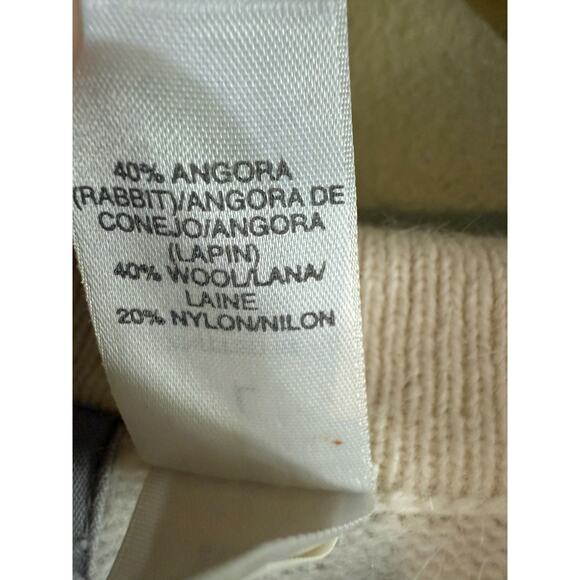 40% ANGORA
(RABBIT)/ANGORA DE
CONEJO/ANGORA
(LAPIN)
40% WOOL/LANA/
LAINE
20% NYLON/NILON